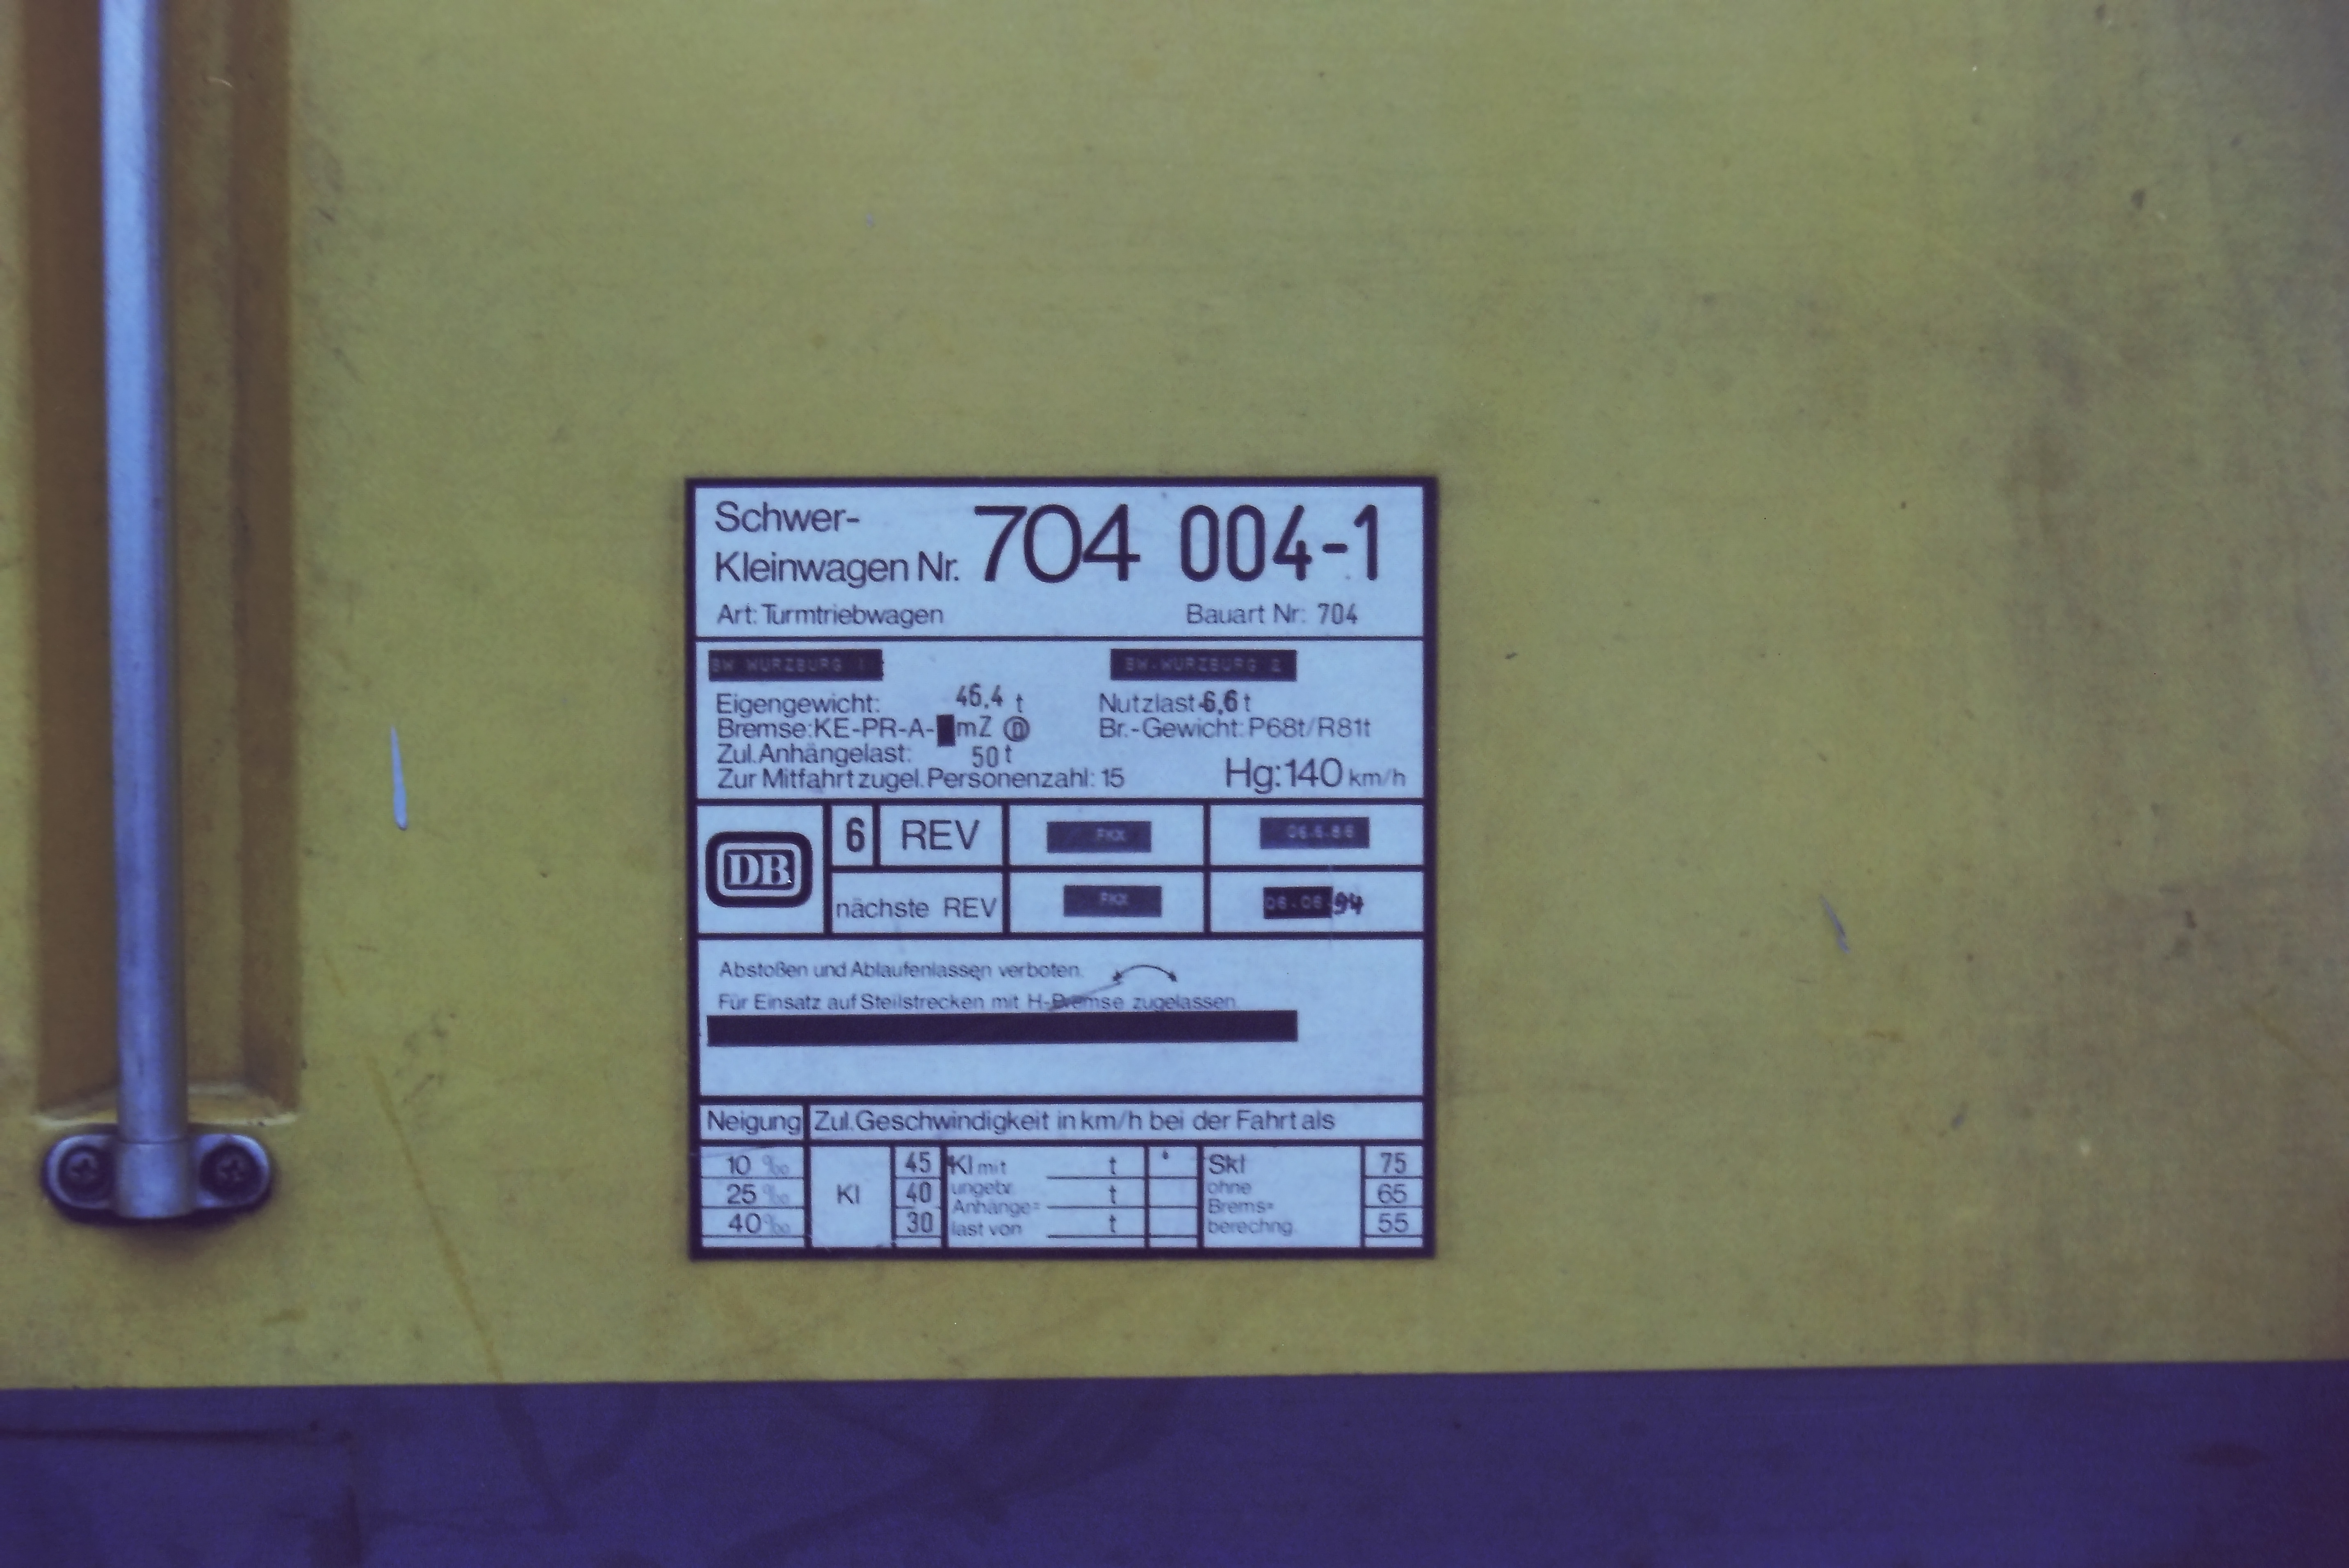 Schwer-
Kleinwagen Nr. 704 004-1
Art: Turmtriebwagen Bauart Nr: 704
BW WURZBURG 1 BW-WURZBURG 2
Eigengewicht: 46,4 t Nutzlast 6,6 t
Bremse: KE-PR-A- mZ D Br.-Gewicht: P68t/R81t
Zul. Anhängelast: 50 t
Zur Mitfahrt zugel. Personenzahl: 15 Hg: 140 km/h
DB
6 REV FKX 06.6.86
nächste REV FKX 06.06.94
Abstoßen und Ablaufenlassen verboten.
Für Einsatz auf Steilstrecken mit H-Bremse zugelassen.
Neigung Zul. Geschwindigkeit in km/h bei der Fahrt als
10 ‰ Kl 45 Kl mit t Skl 75
25 ‰ 40 ungebr. t ohne 65
Anhänge= Brems=
40 ‰ 30 last von t berechng. 55